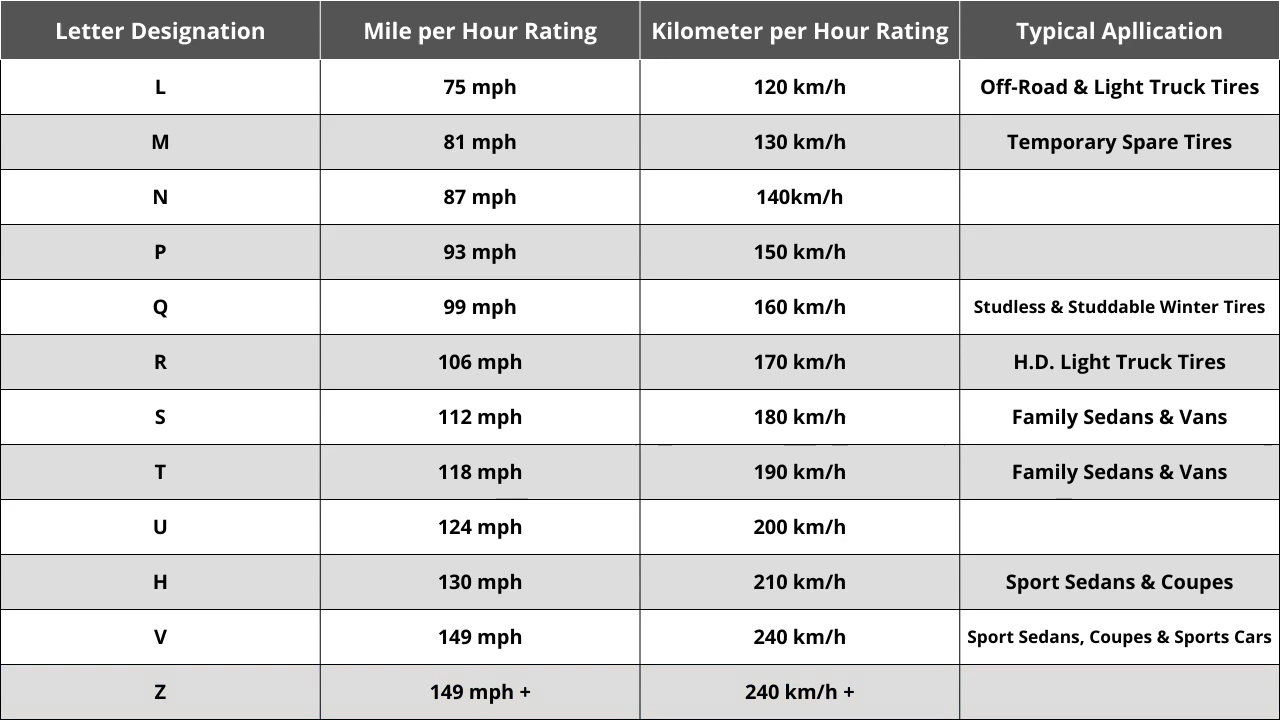 Letter Designation Mile per Hour Rating Kilometer per Hour Rating Typical Apllication
L 75 mph 120 km/h Off-Road & Light Truck Tires
M 81 mph 130 km/h Temporary Spare Tires
N 87 mph 140km/h
P 93 mph 150 km/h
Q 99 mph 160 km/h Studless & Studdable Winter Tires
R 106 mph 170 km/h H.D. Light Truck Tires
S 112 mph 180 km/h Family Sedans & Vans
T 118 mph 190 km/h Family Sedans & Vans
U 124 mph 200 km/h
H 130 mph 210 km/h Sport Sedans & Coupes
V 149 mph 240 km/h Sport Sedans, Coupes & Sports Cars
Z 149 mph + 240 km/h +